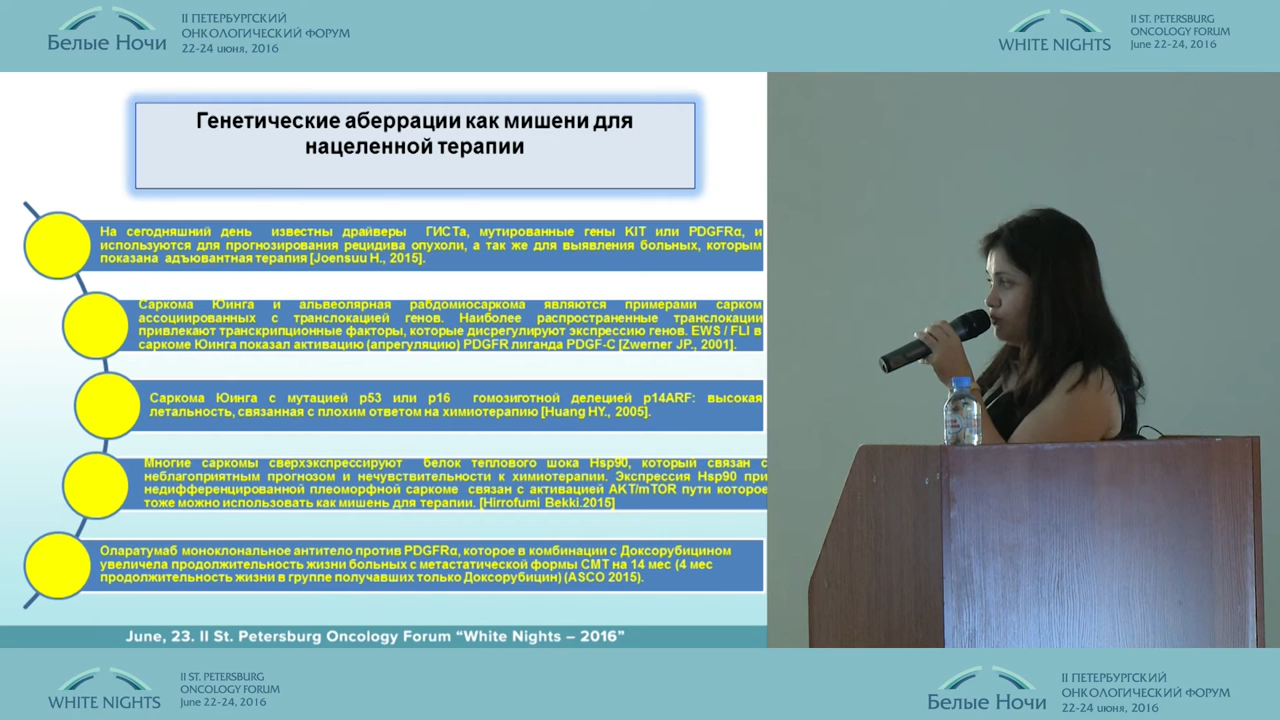 II ПЕТЕРБУРГСКИЙ
ОНКОЛОГИЧЕСКИЙ ФОРУМ
22-24 июня, 2016
Белые Ночи
WHITE NIGHTS
II ST. PETERSBURG
ONCOLOGY FORUM
June 22-24, 2016
Генетические аберрации как мишени для
нацеленной терапии
На сегодняшний день известны драйверы ГИСТа, мутированные гены KIT или PDGFRα, и
используются для прогнозирования рецидива опухоли, а так же для выявления больных, которым
показана адъювантная терапия [Joensuu H., 2015].
Саркома Юинга и альвеолярная рабдомиосаркома являются примерами сарком
ассоциированных с транслокацией генов. Наиболее распространенные транслокации
привлекают транскрипционные факторы, которые дисрегулируют экспрессию генов. EWS / FLI в
саркоме Юинга показал активацию (апрегуляцию) PDGFR лиганда PDGF-C [Zwerner JP., 2001].
Саркома Юинга с мутацией p53 или p16 гомозиготной делецией p14ARF: высокая
летальность, связанная с плохим ответом на химиотерапию [Huang HY., 2005].
Многие саркомы сверхэкспрессируют белок теплового шока Hsp90, который связан с
неблагоприятным прогнозом и нечувствительности к химиотерапии. Экспрессия Hsp90 при
недифференцированной плеоморфной саркоме связан с активацией AKT/mTOR пути которое
тоже можно использовать как мишень для терапии. [Hirrofumi Bekki.2015]
Оларатумаб моноклональное антитело против PDGFRα, которое в комбинации с Доксорубицином
увеличела продолжительность жизни больных с метастатической формы СМТ на 14 мес (4 мес
продолжительность жизни в группе получавших только Доксорубицин) (ASCO 2015).
June, 23. II St. Petersburg Oncology Forum “White Nights – 2016”
WHITE NIGHTS
II ST. PETERSBURG
ONCOLOGY FORUM
June 22-24, 2016
Белые Ночи
II ПЕТЕРБУРГСКИЙ
ОНКОЛОГИЧЕСКИЙ ФОРУМ
22-24 июня, 2016